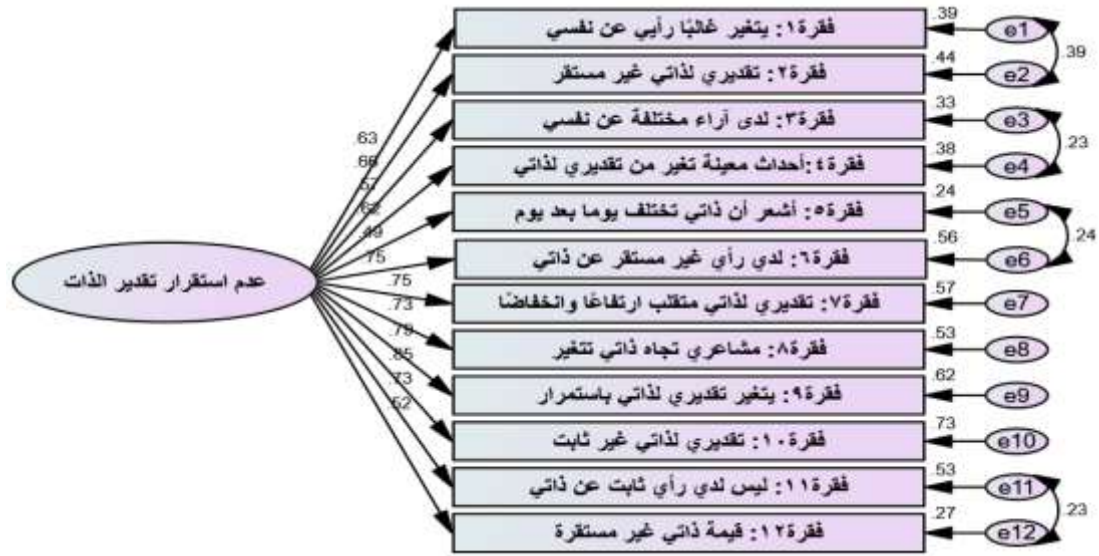 فقرة١: يتغير غالبًا رأيي عن نفسي
.39
e1
.39
فقرة٢: تقديري لذاتي غير مستقر
.44
e2
فقرة٣: لدى آراء مختلفة عن نفسي
.33
e3
.23
فقرة٤:أحداث معينة تغير من تقديري لذاتي
.38
e4
فقرة٥: أشعر أن ذاتي تختلف يوما بعد يوم
.24
e5
.24
فقرة٦: لدي رأي غير مستقر عن ذاتي
.56
e6
فقرة٧: تقديري لذاتي متقلب ارتفاعًا وانخفاضًا
.57
e7
فقرة٨: مشاعري تجاه ذاتي تتغير
.53
e8
فقرة٩: يتغير تقديري لذاتي باستمرار
.62
e9
فقرة١٠: تقديري لذاتي غير ثابت
.73
e10
فقرة١١: ليس لدي رأي ثابت عن ذاتي
.53
e11
.23
فقرة١٢: قيمة ذاتي غير مستقرة
.27
e12
.63
.66
.57
.62
.49
.75
.75
.73
.79
.85
.73
.52
عدم استقرار تقدير الذات